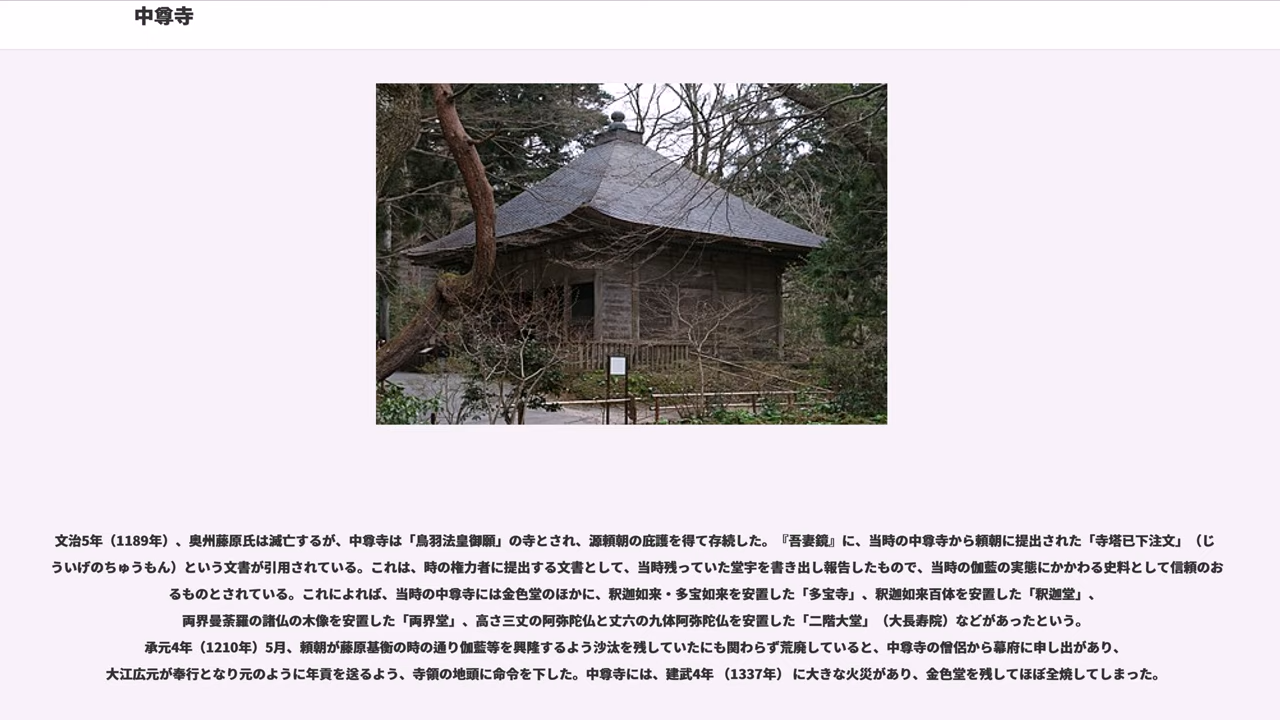 中尊寺
文治5年（1189年）、奥州藤原氏は滅亡するが、中尊寺は「鳥羽法皇御願」の寺とされ、源頼朝の庇護を得て存続した。『吾妻鏡』に、当時の中尊寺から頼朝に提出された「寺塔已下注文」（じ
ういげのちゅうもん）という文書が引用されている。これは、時の権力者に提出する文書として、当時残っていた堂宇を書き出し報告したもので、当時の伽藍の実態にかかわる史料として信頼のお
るものとされている。これによれば、当時の中尊寺には金色堂のほかに、釈迦如来・多宝如来を安置した「多宝寺」、釈迦如来百体を安置した「釈迦堂」、
両界曼荼羅の諸仏の木像を安置した「両界堂」、高さ三丈の阿弥陀仏と丈六の九体阿弥陀仏を安置した「二階大堂」（大長寿院）などがあったという。
承元4年（1210年）5月、頼朝が藤原基衡の時の通り伽藍等を興隆するよう沙汰を残していたにも関わらず荒廃していると、中尊寺の僧侶から幕府に申し出があり、
大江広元が奉行となり元のように年貢を送るよう、寺領の地頭に命令を下した。中尊寺には、建武4年 （1337年） に大きな火災があり、金色堂を残してほぼ全焼してしまった。